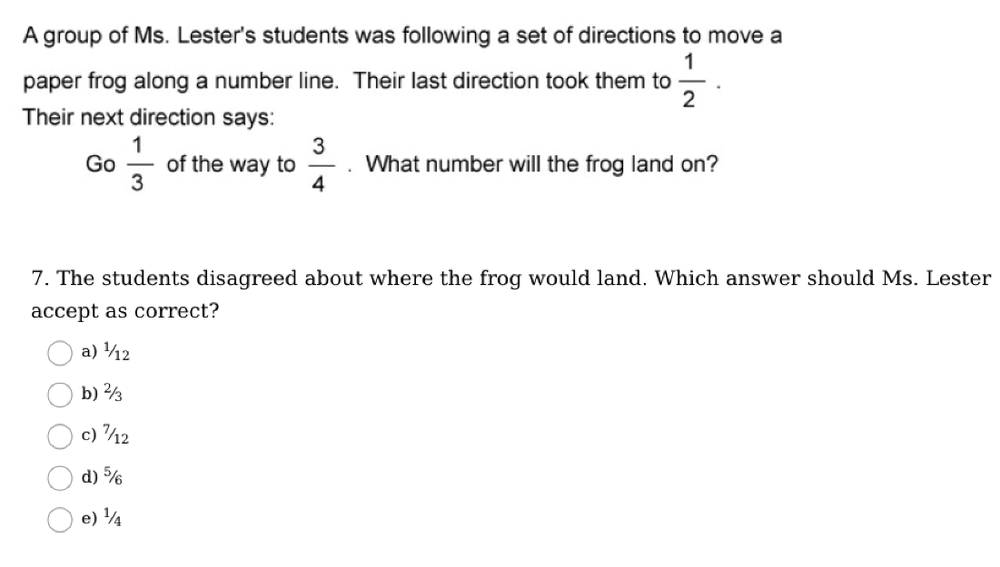 A group of Ms. Lester's students was following a set of directions to move a
paper frog along a number line. Their last direction took them to 1/2 .
Their next direction says:
Go 1/3 of the way to 3/4 . What number will the frog land on?
7. The students disagreed about where the frog would land. Which answer should Ms. Lester
accept as correct?
a) 1/12
b) 2/3
c) 7/12
d) 5/6
e) 1/4